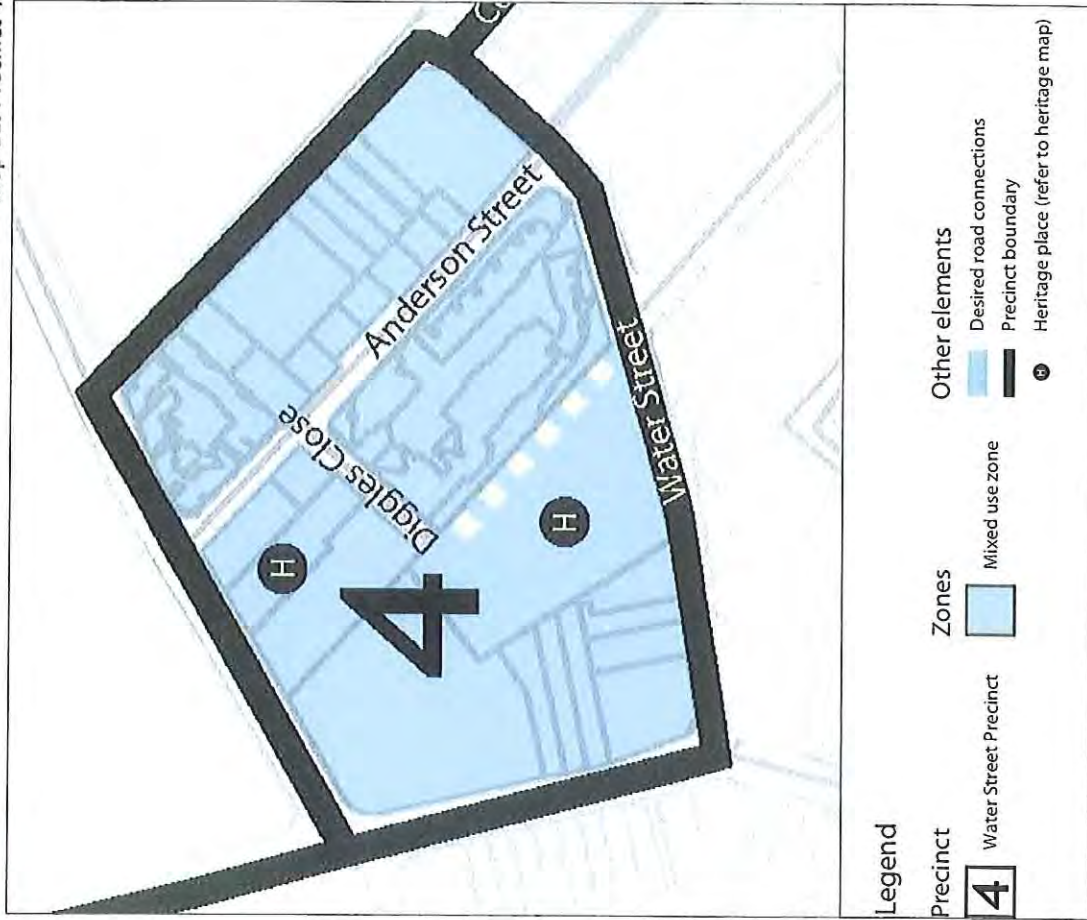 Anderson Street
Diggles Close
H
4
H
Water Street
Legend
Precinct
4
Water Street Precinct
Zones
Mixed use zone
Other elements
Desired road connections
Precinct boundary
H
Heritage place (refer to heritage map)